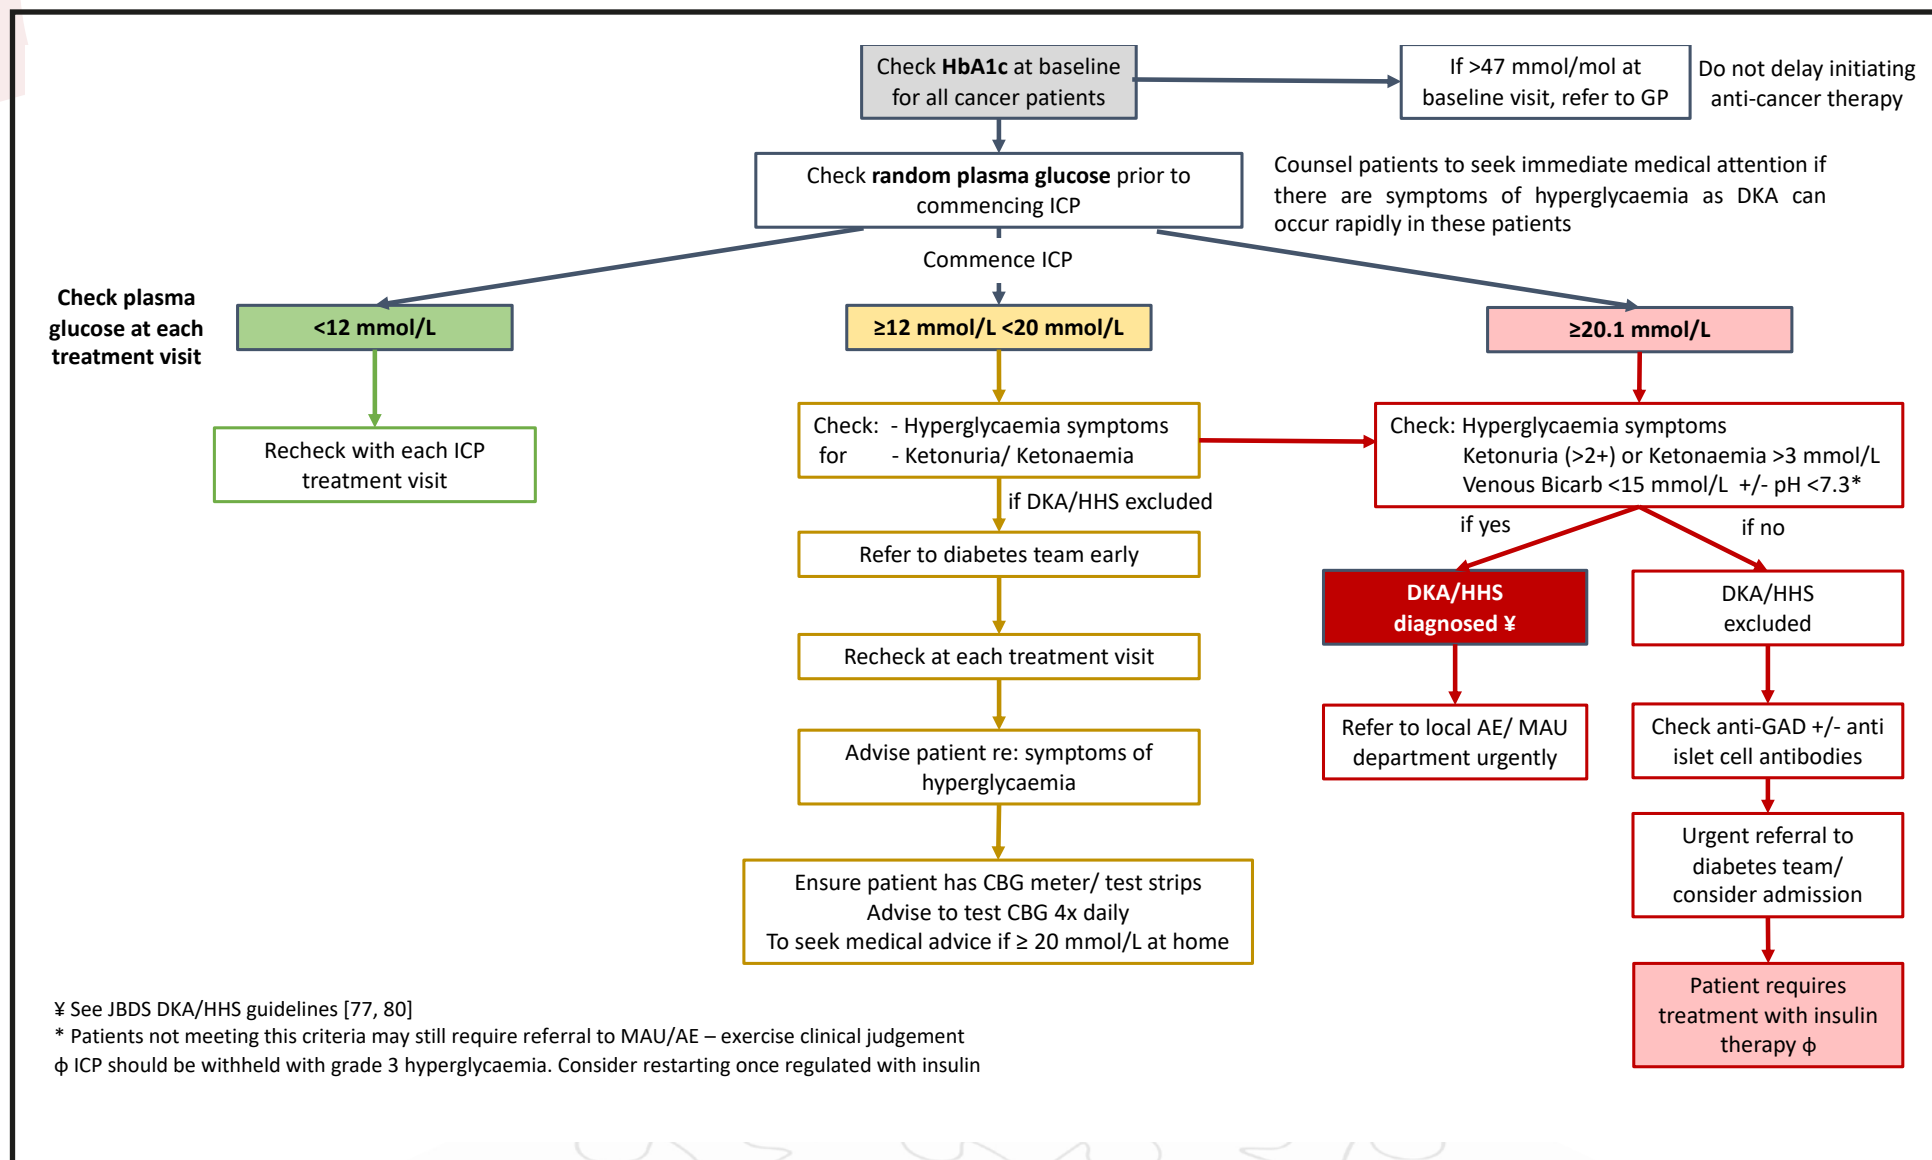 Check HbA1c at baseline
for all cancer patients
If >47 mmol/mol at
baseline visit, refer to GP
Do not delay initiating
anti-cancer therapy
Check random plasma glucose prior to
commencing ICP
Counsel patients to seek immediate medical attention if
there are symptoms of hyperglycaemia as DKA can
occur rapidly in these patients
Commence ICP
Check plasma
glucose at each
treatment visit
<12 mmol/L
≥12 mmol/L <20 mmol/L
≥20.1 mmol/L
Recheck with each ICP
treatment visit
Check: - Hyperglycaemia symptoms
for - Ketonuria/ Ketonaemia
Check: Hyperglycaemia symptoms
Ketonuria (>2+) or Ketonaemia >3 mmol/L
Venous Bicarb <15 mmol/L +/- pH <7.3*
if DKA/HHS excluded
if yes
if no
Refer to diabetes team early
DKA/HHS
diagnosed ¥
DKA/HHS
excluded
Recheck at each treatment visit
Refer to local AE/ MAU
department urgently
Check anti-GAD +/- anti
islet cell antibodies
Advise patient re: symptoms of
hyperglycaemia
Urgent referral to
diabetes team/
consider admission
Ensure patient has CBG meter/ test strips
Advise to test CBG 4x daily
To seek medical advice if ≥ 20 mmol/L at home
Patient requires
treatment with insulin
therapy ϕ
¥ See JBDS DKA/HHS guidelines [77, 80]
* Patients not meeting this criteria may still require referral to MAU/AE – exercise clinical judgement
ϕ ICP should be withheld with grade 3 hyperglycaemia. Consider restarting once regulated with insulin